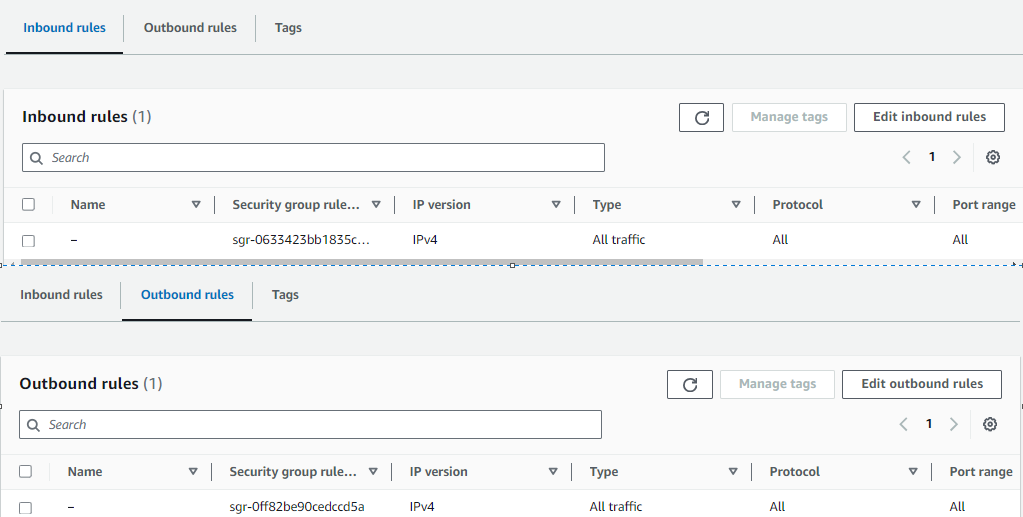 Inbound rules Outbound rules Tags
Inbound rules (1) Manage tags Edit inbound rules
Search 1
Name Security group rule... IP version Type Protocol Port range
– sgr-0633423bb1835c... IPv4 All traffic All All
Inbound rules Outbound rules Tags
Outbound rules (1) Manage tags Edit outbound rules
Search 1
Name Security group rule... IP version Type Protocol Port range
– sgr-0ff82be90cedccd5a IPv4 All traffic All All